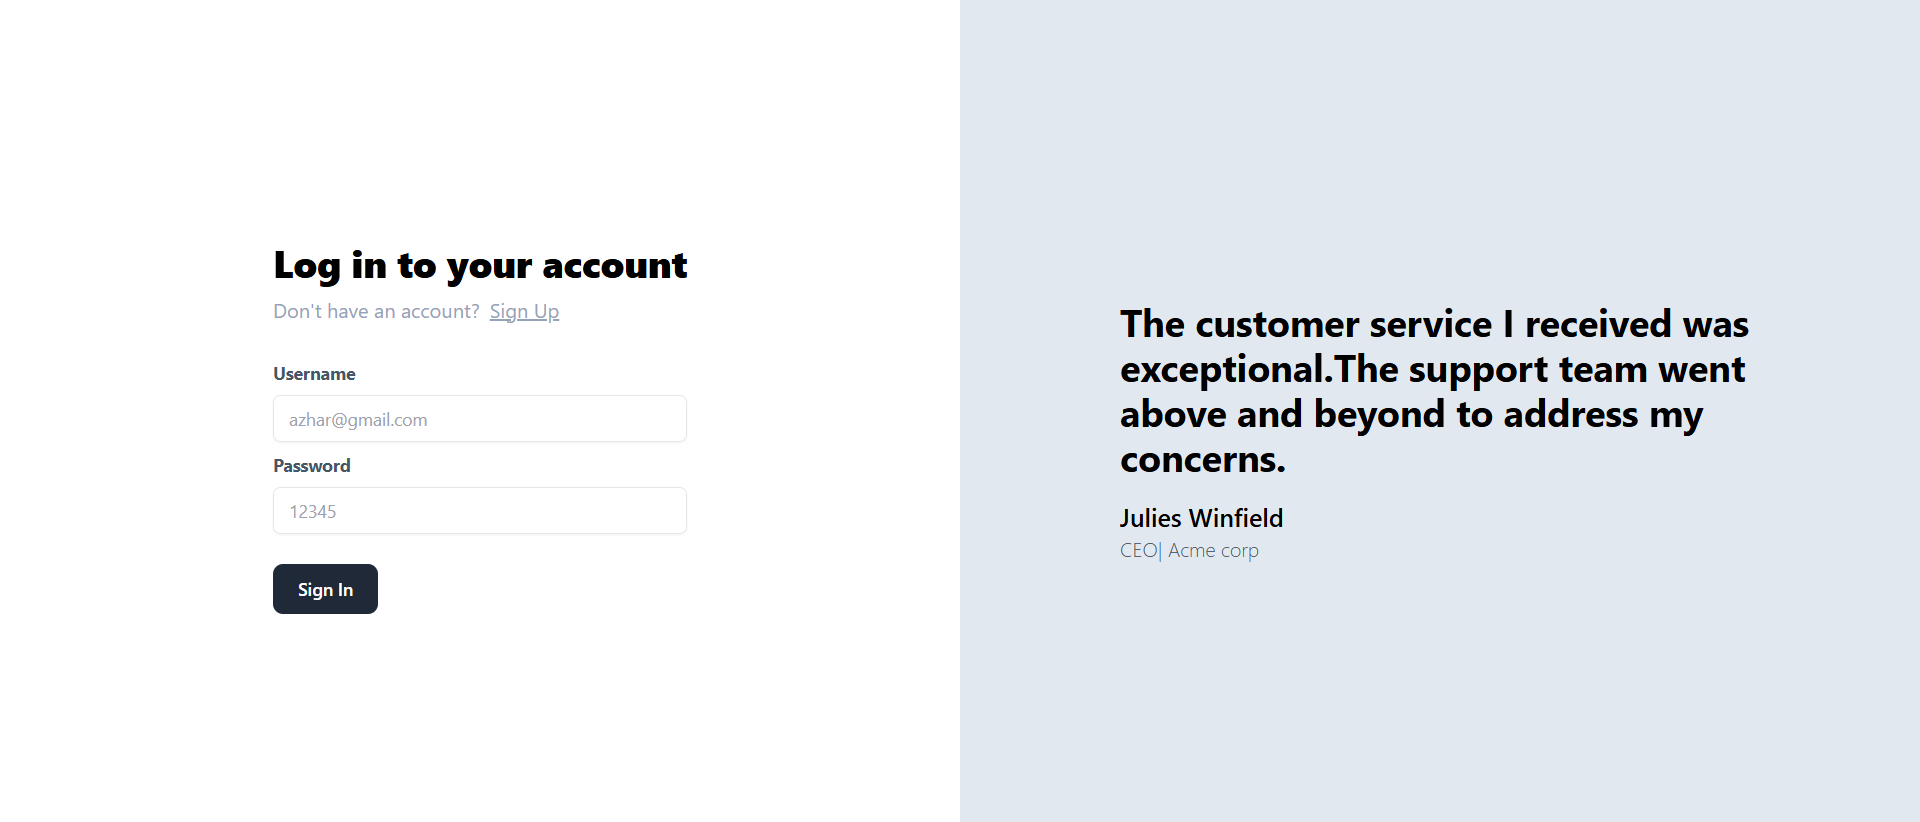 Log in to your account
Don't have an account? Sign Up
Username
azhar@gmail.com
Password
12345
Sign In
The customer service I received was
exceptional.The support team went
above and beyond to address my
concerns.
Julies Winfield
CEO| Acme corp